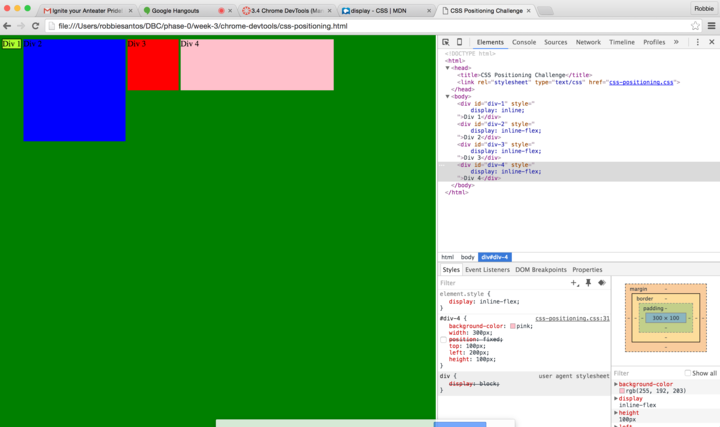 Robbie
Ignite your Anteater Pride
Google Hangouts
3.4 Chrome DevTools (Mod
display - CSS | MDN
CSS Positioning Challenge
file:///Users/robbiesantos/DBC/phase-0/week-3/chrome-devtools/css-positioning.html
Div 1
Div 2
Div 3
Div 4
Elements Console Sources Network Timeline Profiles »
<!DOCTYPE html>
<html>
▼<head>
<title>CSS Positioning Challenge</title>
<link rel="stylesheet" type="text/css" href="css-positioning.css">
</head>
▼<body>
<div id="div-1" style="
display: inline;
">Div 1</div>
<div id="div-2" style="
display: inline-flex;
">Div 2</div>
<div id="div-3" style="
display: inline-flex;
">Div 3</div>
<div id="div-4" style="
display: inline-flex;
">Div 4</div>
</body>
</html>
html body div#div-4
Styles Event Listeners DOM Breakpoints Properties
Filter
element.style {
display: inline-flex;
}
#div-4 { css-positioning.css:31
background-color: pink;
width: 300px;
position: fixed;
top: 100px;
left: 200px;
height: 100px;
}
div { user agent stylesheet
display: block;
}
margin -
border -
padding -
300 × 100
Filter Show all
▶background-color
rgb(255, 192, 203)
▶display
inline-flex
▶height
100px